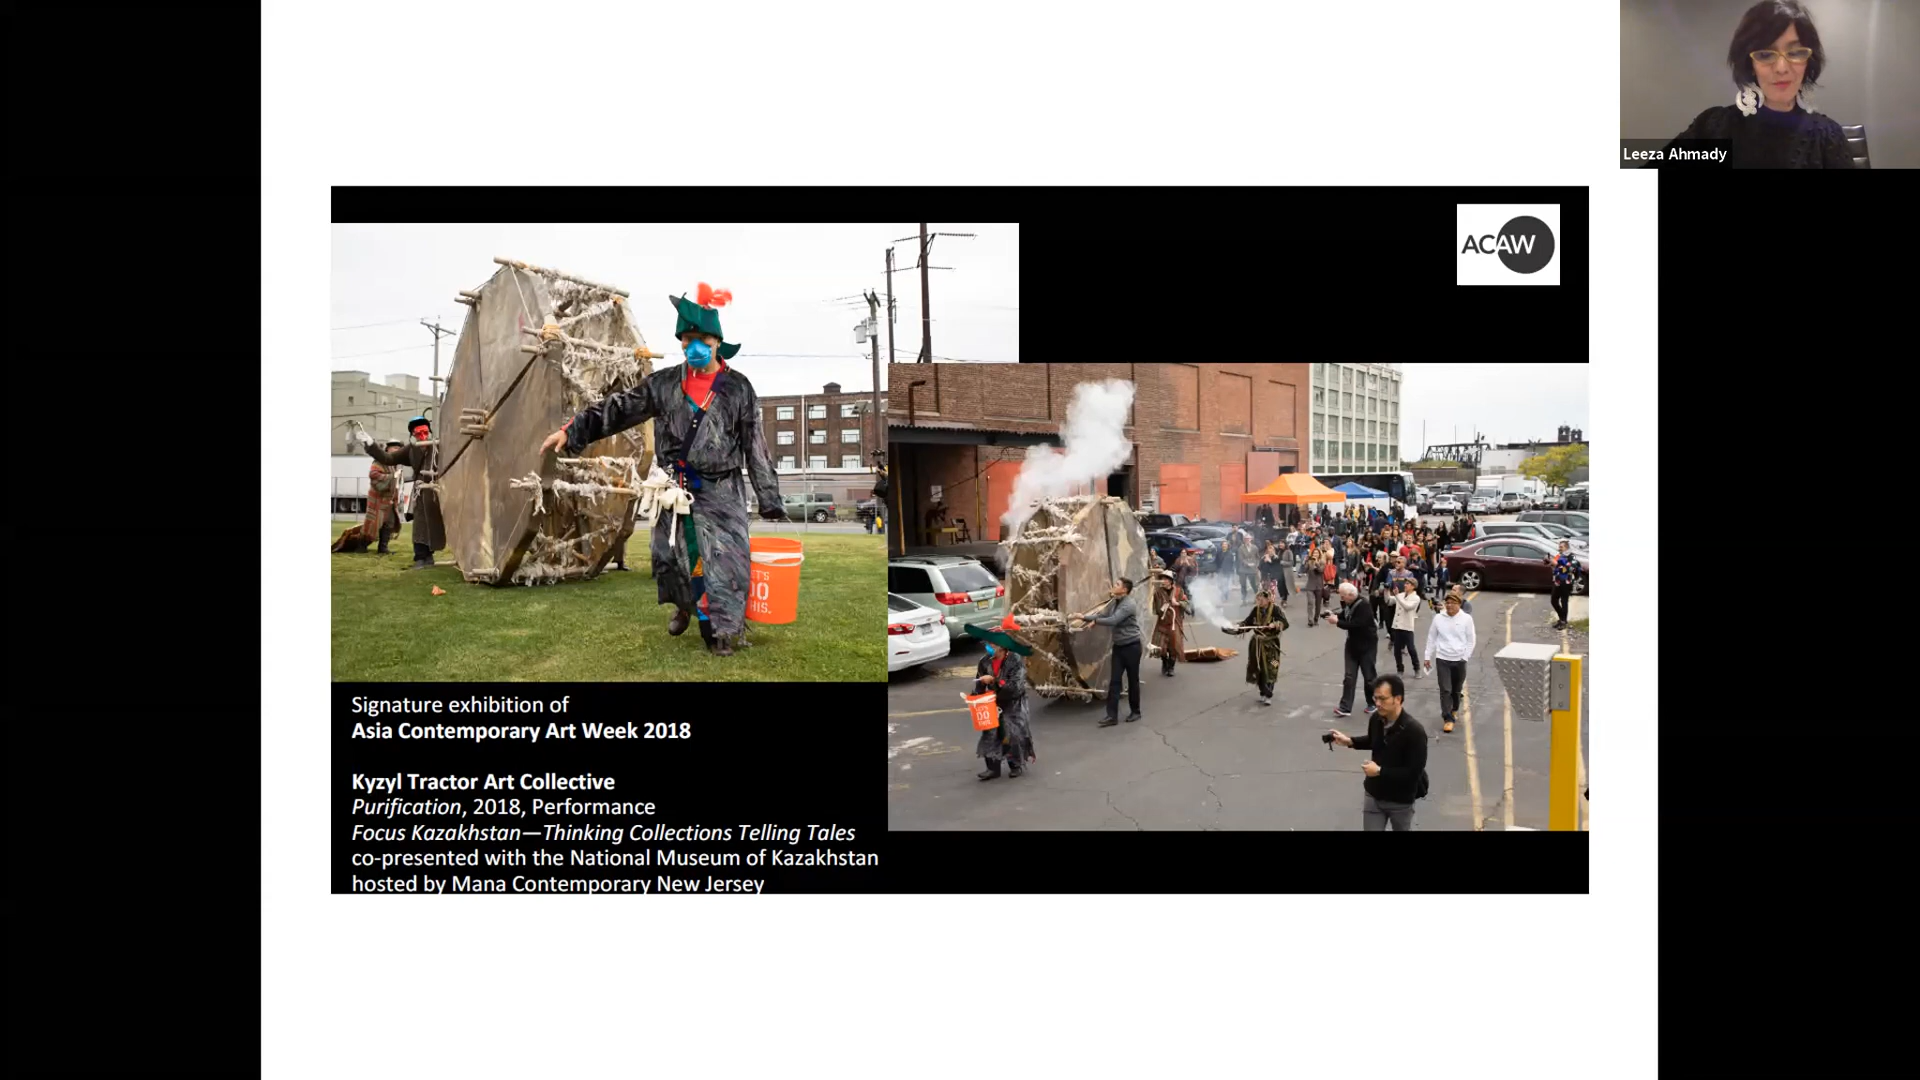 Leeza Ahmady
ACAW
DO
DO
Signature exhibition of
Asia Contemporary Art Week 2018
Kyzyl Tractor Art Collective
Purification, 2018, Performance
Focus Kazakhstan—Thinking Collections Telling Tales
co-presented with the National Museum of Kazakhstan
hosted by Mana Contemporary New Jersey